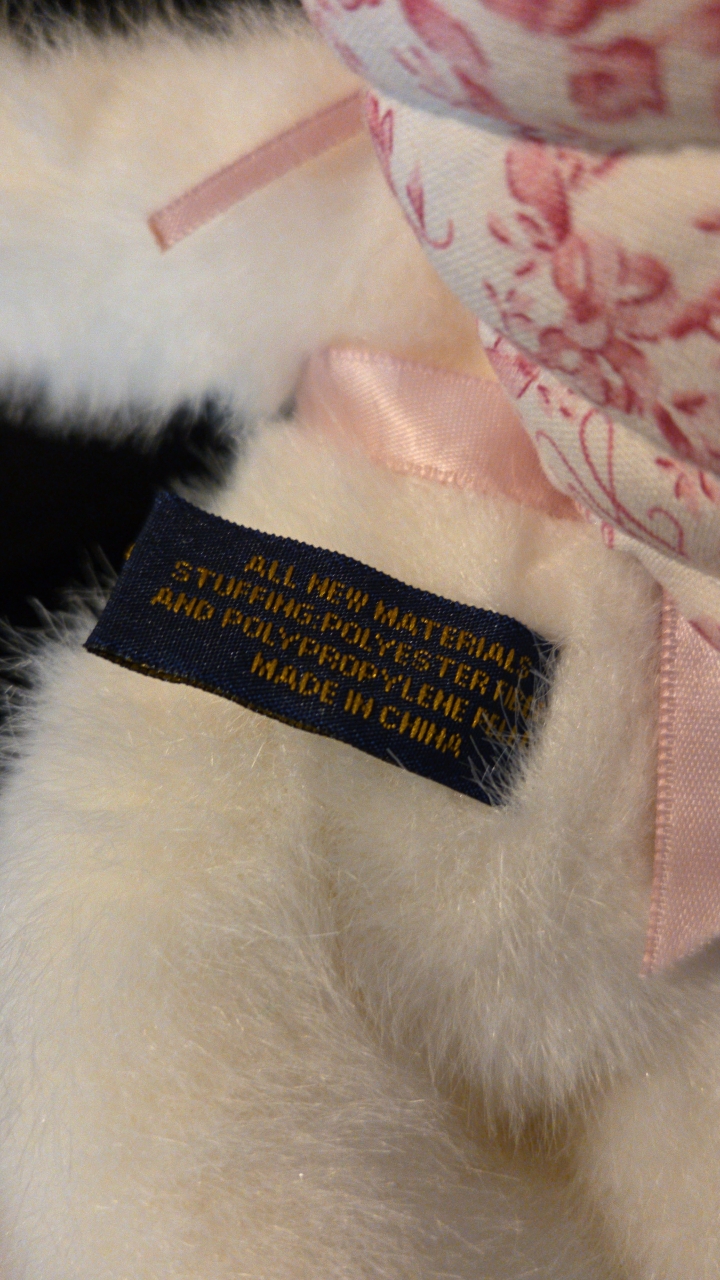 ALL NEW MATERIALS
STUFFING:POLYESTER
AND POLYPROPYLENE
MADE IN CHINA